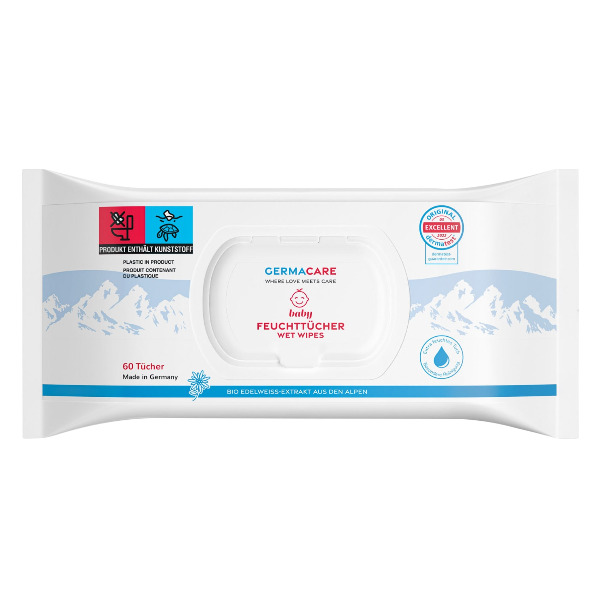 PRODUKT ENTHÄLT KUNSTSTOFF
PLASTIC IN PRODUCT
PRODUIT CONTENANT
DU PLASTIQUE
GERMACARE
WHERE LOVE MEETS CARE
baby
FEUCHTTÜCHER
WET WIPES
ORIGINAL
EXCELLENT
dermatest
60 Tücher
Made in Germany
BIO EDELWEISS-EXTRAKT AUS DEN ALPEN